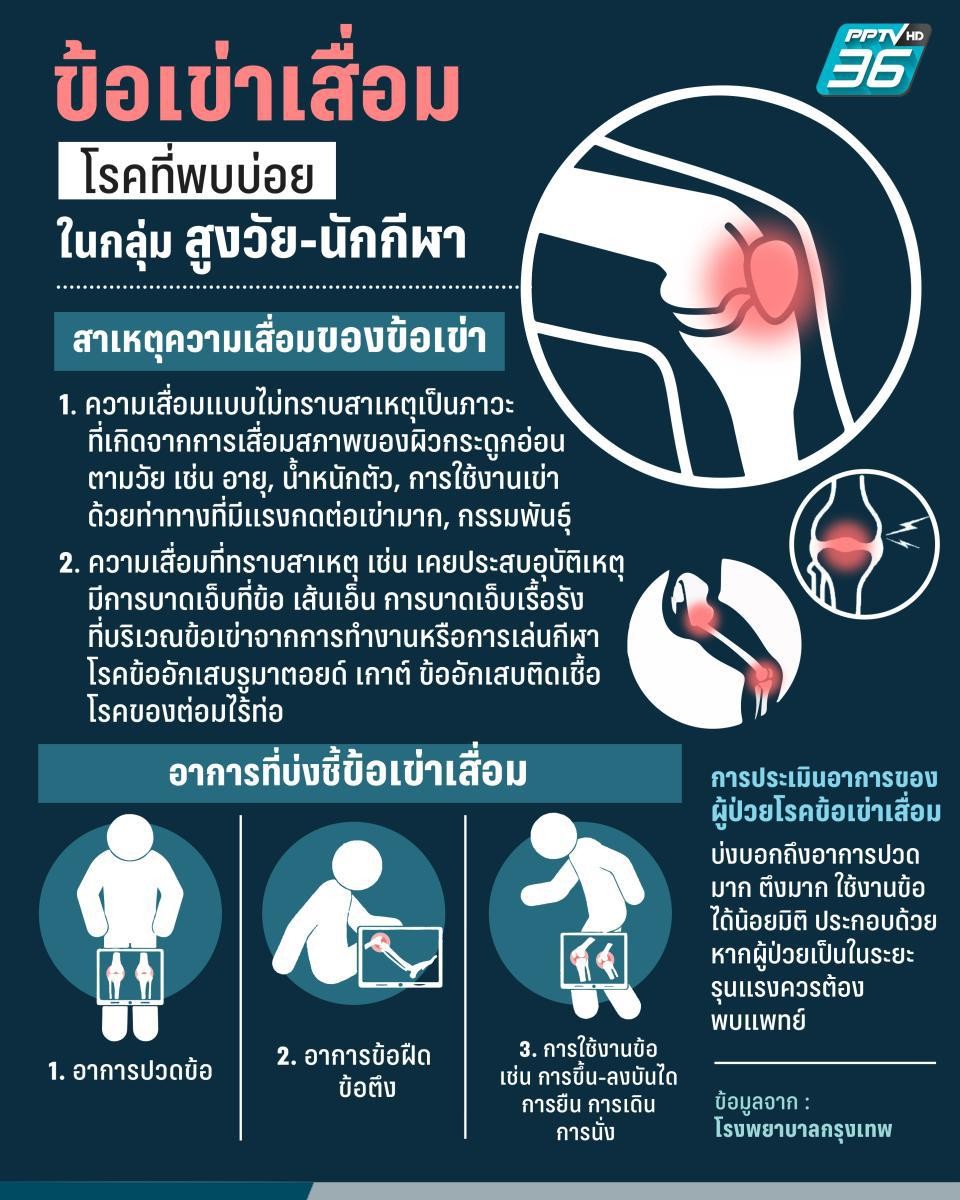 PPTV HD
36
ข้อเข่าเสื่อม
โรคที่พบบ่อย
ในกลุ่ม สูงวัย-นักกีฬา
สาเหตุความเสื่อมของข้อเข่า
1. ความเสื่อมแบบไม่ทราบสาเหตุเป็นภาวะ
ที่เกิดจากการเสื่อมสภาพของผิวกระดูกอ่อน
ตามวัย เช่น อายุ, น้ำหนักตัว, การใช้งานเข่า
ด้วยท่าทางที่มีแรงกดต่อเข่ามาก, กรรมพันธุ์
2. ความเสื่อมที่ทราบสาเหตุ เช่น เคยประสบอุบัติเหตุ
มีการบาดเจ็บที่ข้อ เส้นเอ็น การบาดเจ็บเรื้อรัง
ที่บริเวณข้อเข่าจากการทำงานหรือการเล่นกีฬา
โรคข้ออักเสบรูมาตอยด์ เกาต์ ข้ออักเสบติดเชื้อ
โรคของต่อมไร้ท่อ
อาการที่บ่งชี้ข้อเข่าเสื่อม
1. อาการปวดข้อ
2. อาการข้อฝืด
ข้อตึง
3. การใช้งานข้อ
เช่น การขึ้น-ลงบันได
การยืน การเดิน
การนั่ง
การประเมินอาการของ
ผู้ป่วยโรคข้อเข่าเสื่อม
บ่งบอกถึงอาการปวด
มาก ตึงมาก ใช้งานข้อ
ได้น้อยมิติ ประกอบด้วย
หากผู้ป่วยเป็นในระยะ
รุนแรงควรต้อง
พบแพทย์
ข้อมูลจาก :
โรงพยาบาลกรุงเทพ